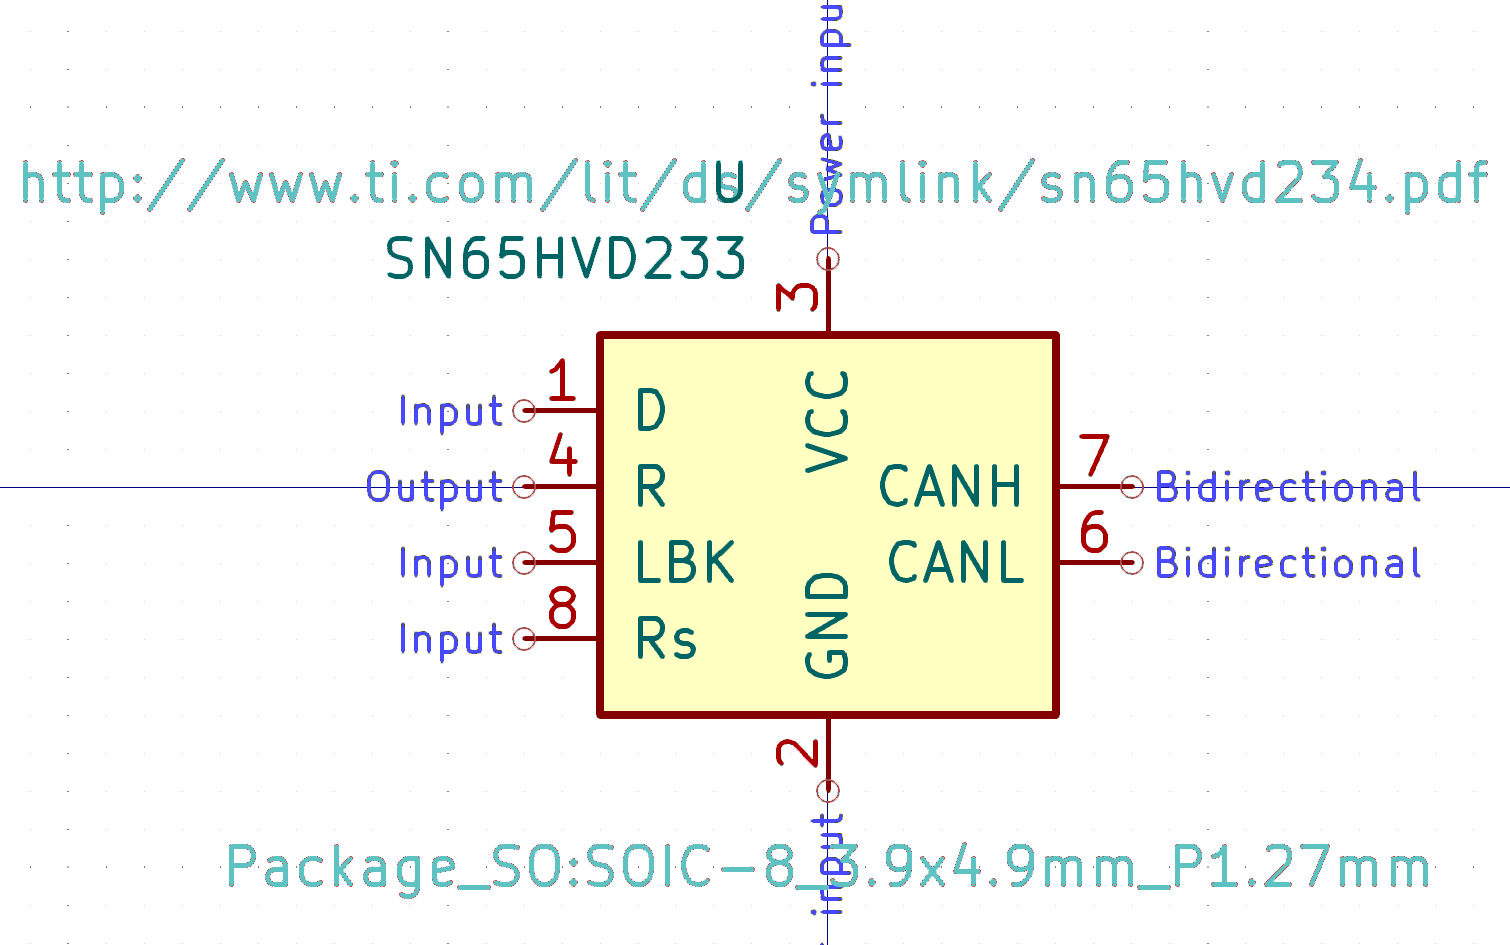 Power inpu
http://www.ti.com/lit/ds/symlink/sn65hvd234.pdf
U
SN65HVD233
3
Input 1 D
VCC
Output 4 R
CANH 7 Bidirectional
Input 5 LBK
CANL 6 Bidirectional
Input 8 Rs
GND
2
input
Package_SO:SOIC-8_3.9x4.9mm_P1.27mm